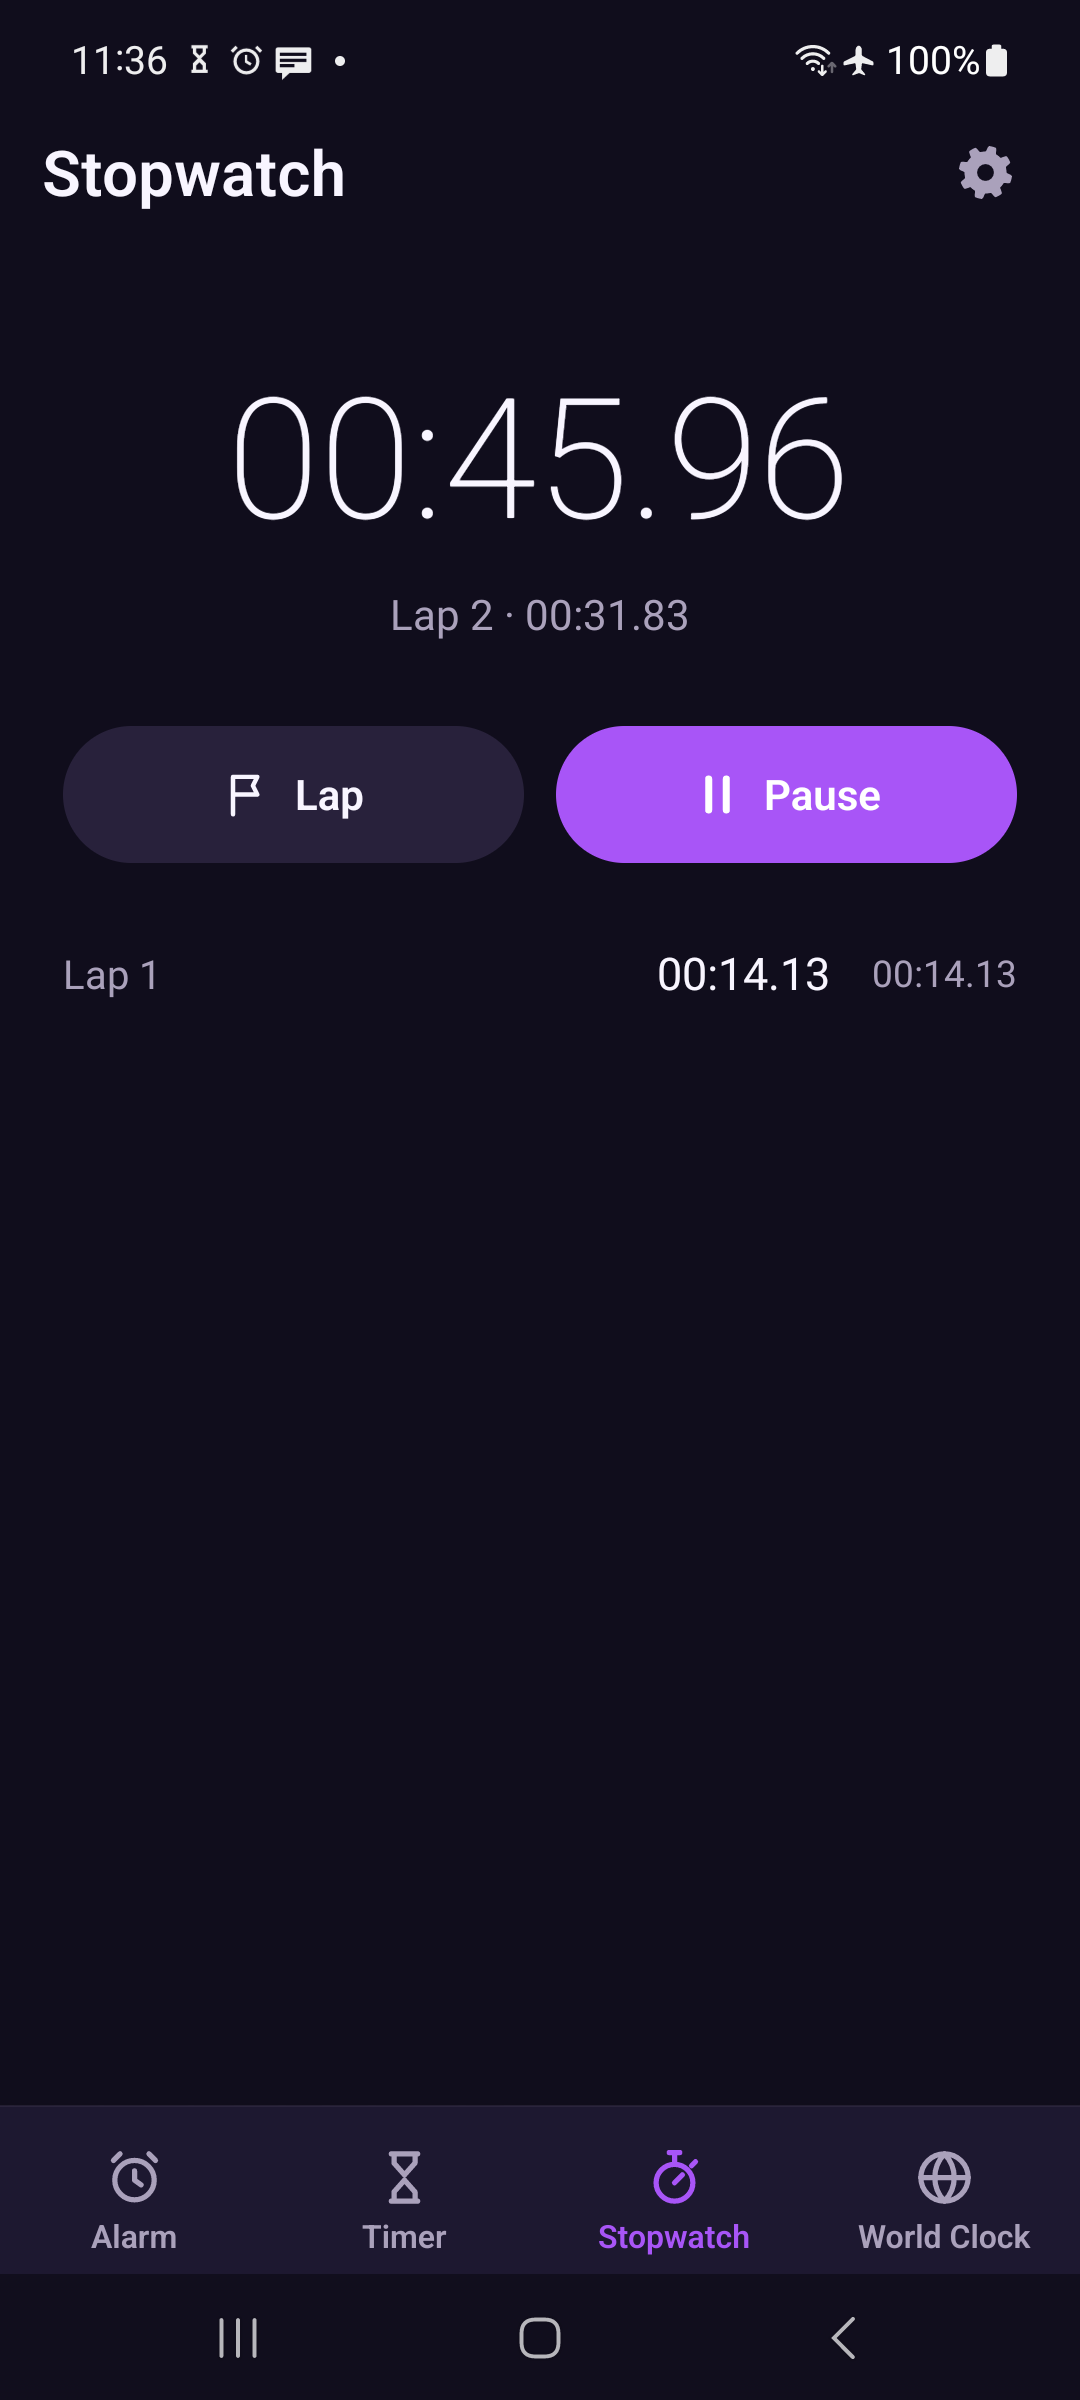 11:36 100%
Stopwatch
00:45.96
Lap 2 · 00:31.83
Lap Pause
Lap 1 00:14.13 00:14.13
Alarm Timer Stopwatch World Clock